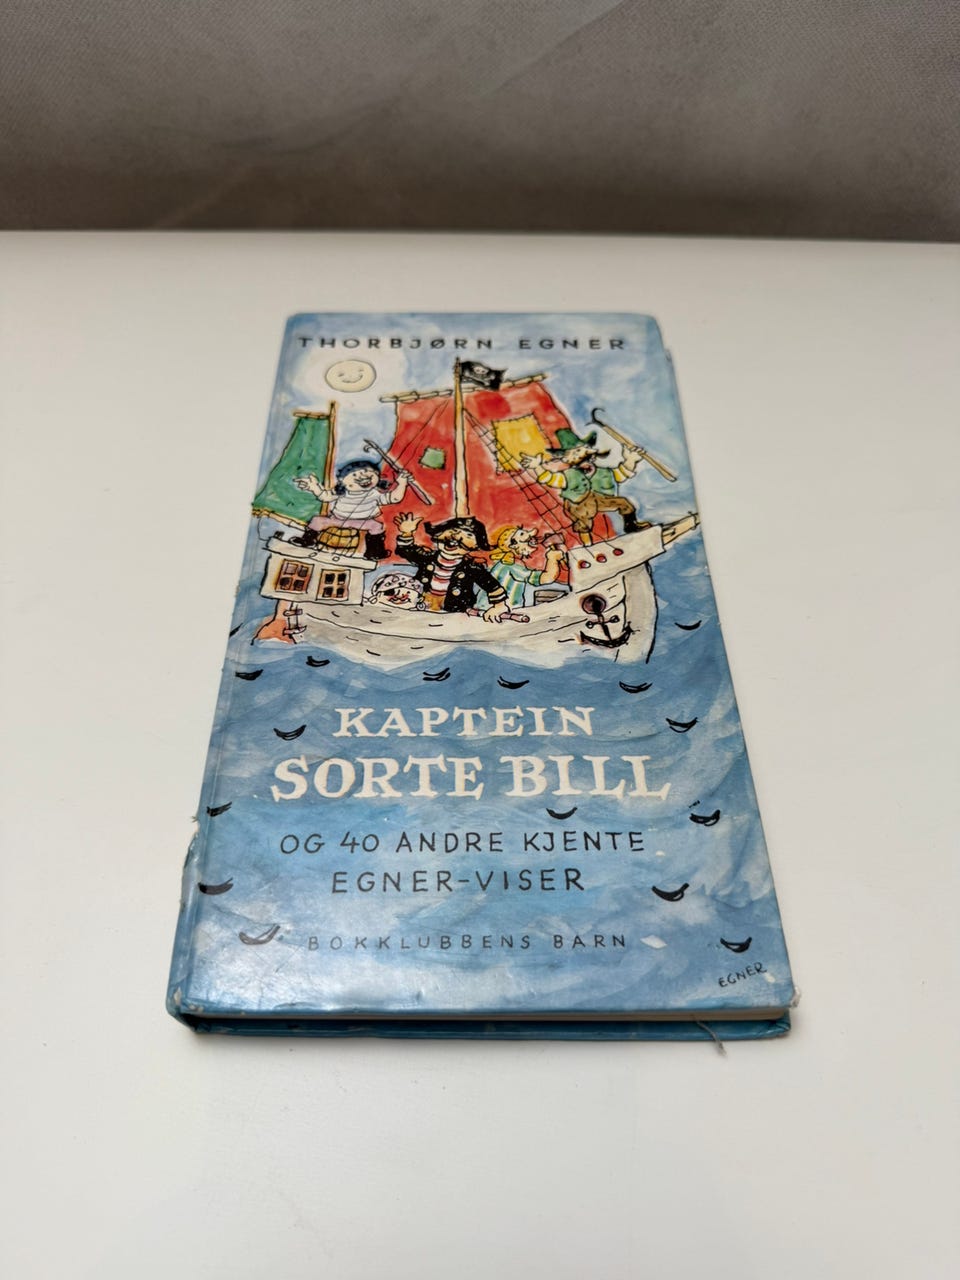 THORBJØRN EGNER
KAPTEIN
SORTE BILL
OG 40 ANDRE KJENTE
EGNER-VISER
BOKKLUBBENS BARN
EGNER